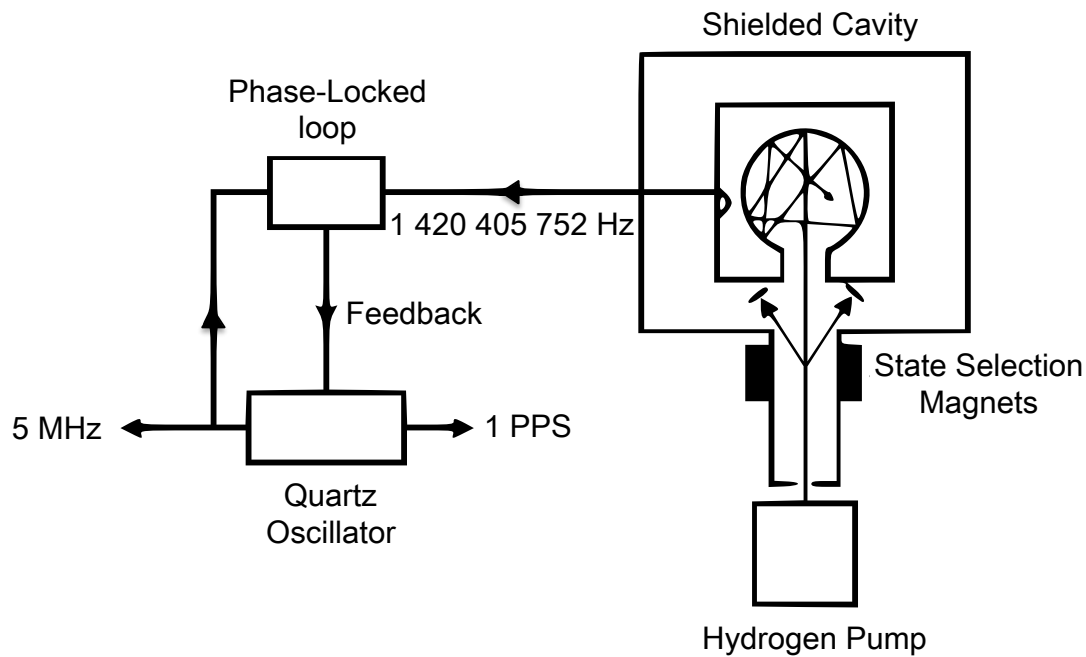 Shielded Cavity
Phase-Locked
loop
1 420 405 752 Hz
Feedback
State Selection
Magnets
5 MHz
1 PPS
Quartz
Oscillator
Hydrogen Pump